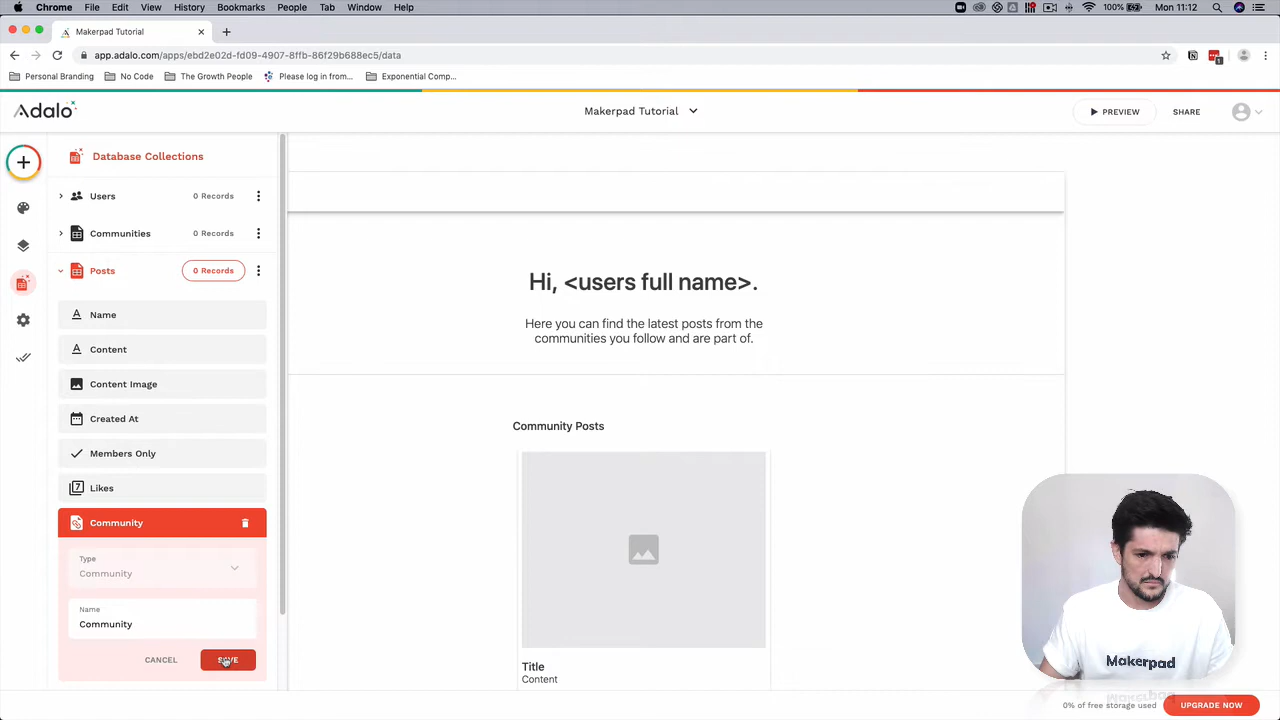 Chrome File Edit View History Bookmarks People Tab Window Help 100% Mon 11:12
Makerpad Tutorial
app.adalo.com/apps/ebd2e02d-fd09-4907-8ffb-86f29b688ec5/data
Personal Branding No Code The Growth People Please log in from... Exponential Comp...
Adalo Makerpad Tutorial PREVIEW SHARE
Database Collections
Users 0 Records
Communities 0 Records
Posts 0 Records
Name
Content
Content Image
Created At
Members Only
Likes
Community
Type
Community
Name
Community
CANCEL SAVE
Hi, <users full name>.
Here you can find the latest posts from the
communities you follow and are part of.
Community Posts
Title
Content
Makerpad
0% of free storage used UPGRADE NOW